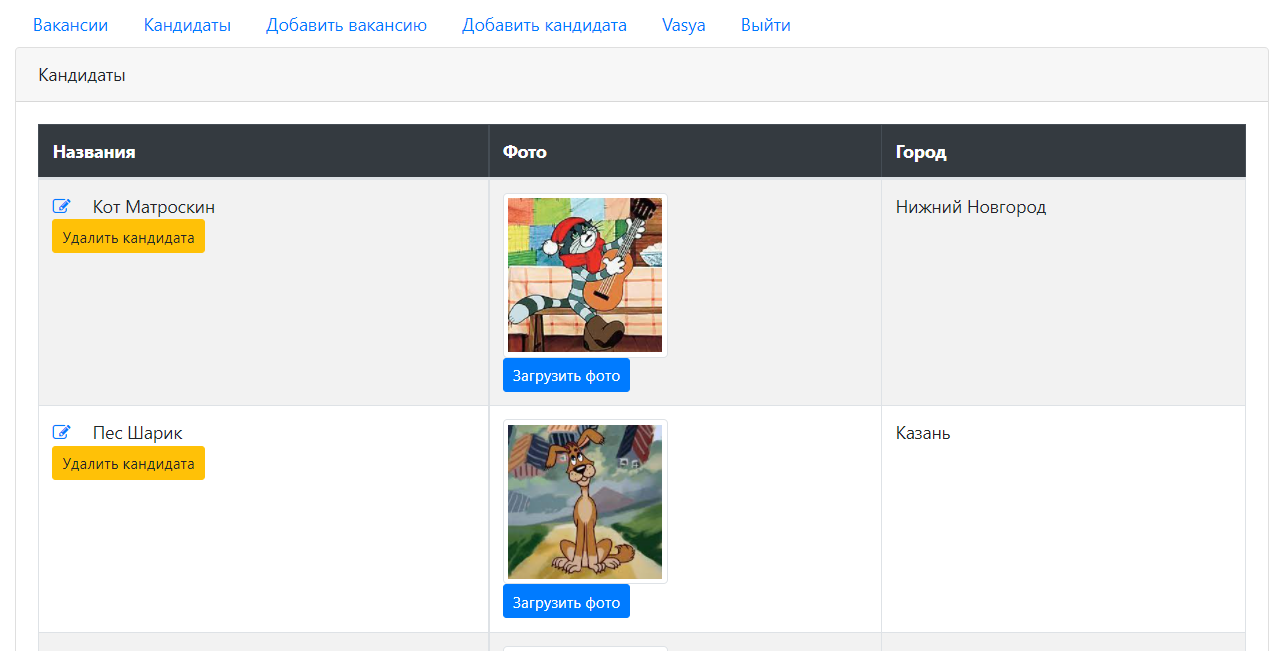 Вакансии Кандидаты Добавить вакансию Добавить кандидата Vasya Выйти
Кандидаты
Названия Фото Город
Кот Матроскин Нижний Новгород
Удалить кандидата
Загрузить фото
Пес Шарик Казань
Удалить кандидата
Загрузить фото